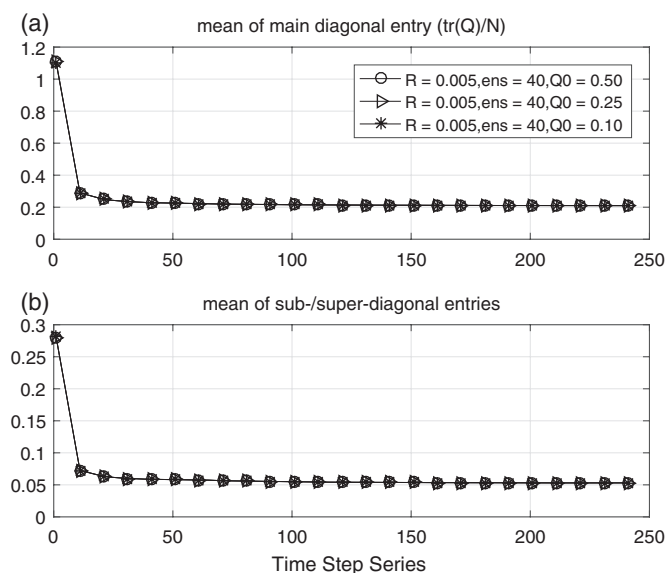 (a)
mean of main diagonal entry (tr(Q)/N)
1.2
1
0.8
0.6
0.4
0.2
0
R = 0.005,ens = 40,Q0 = 0.50
R = 0.005,ens = 40,Q0 = 0.25
R = 0.005,ens = 40,Q0 = 0.10
0 50 100 150 200 250
(b)
mean of sub-/super-diagonal entries
0.3
0.25
0.2
0.15
0.1
0.05
0
0 50 100 150 200 250
Time Step Series